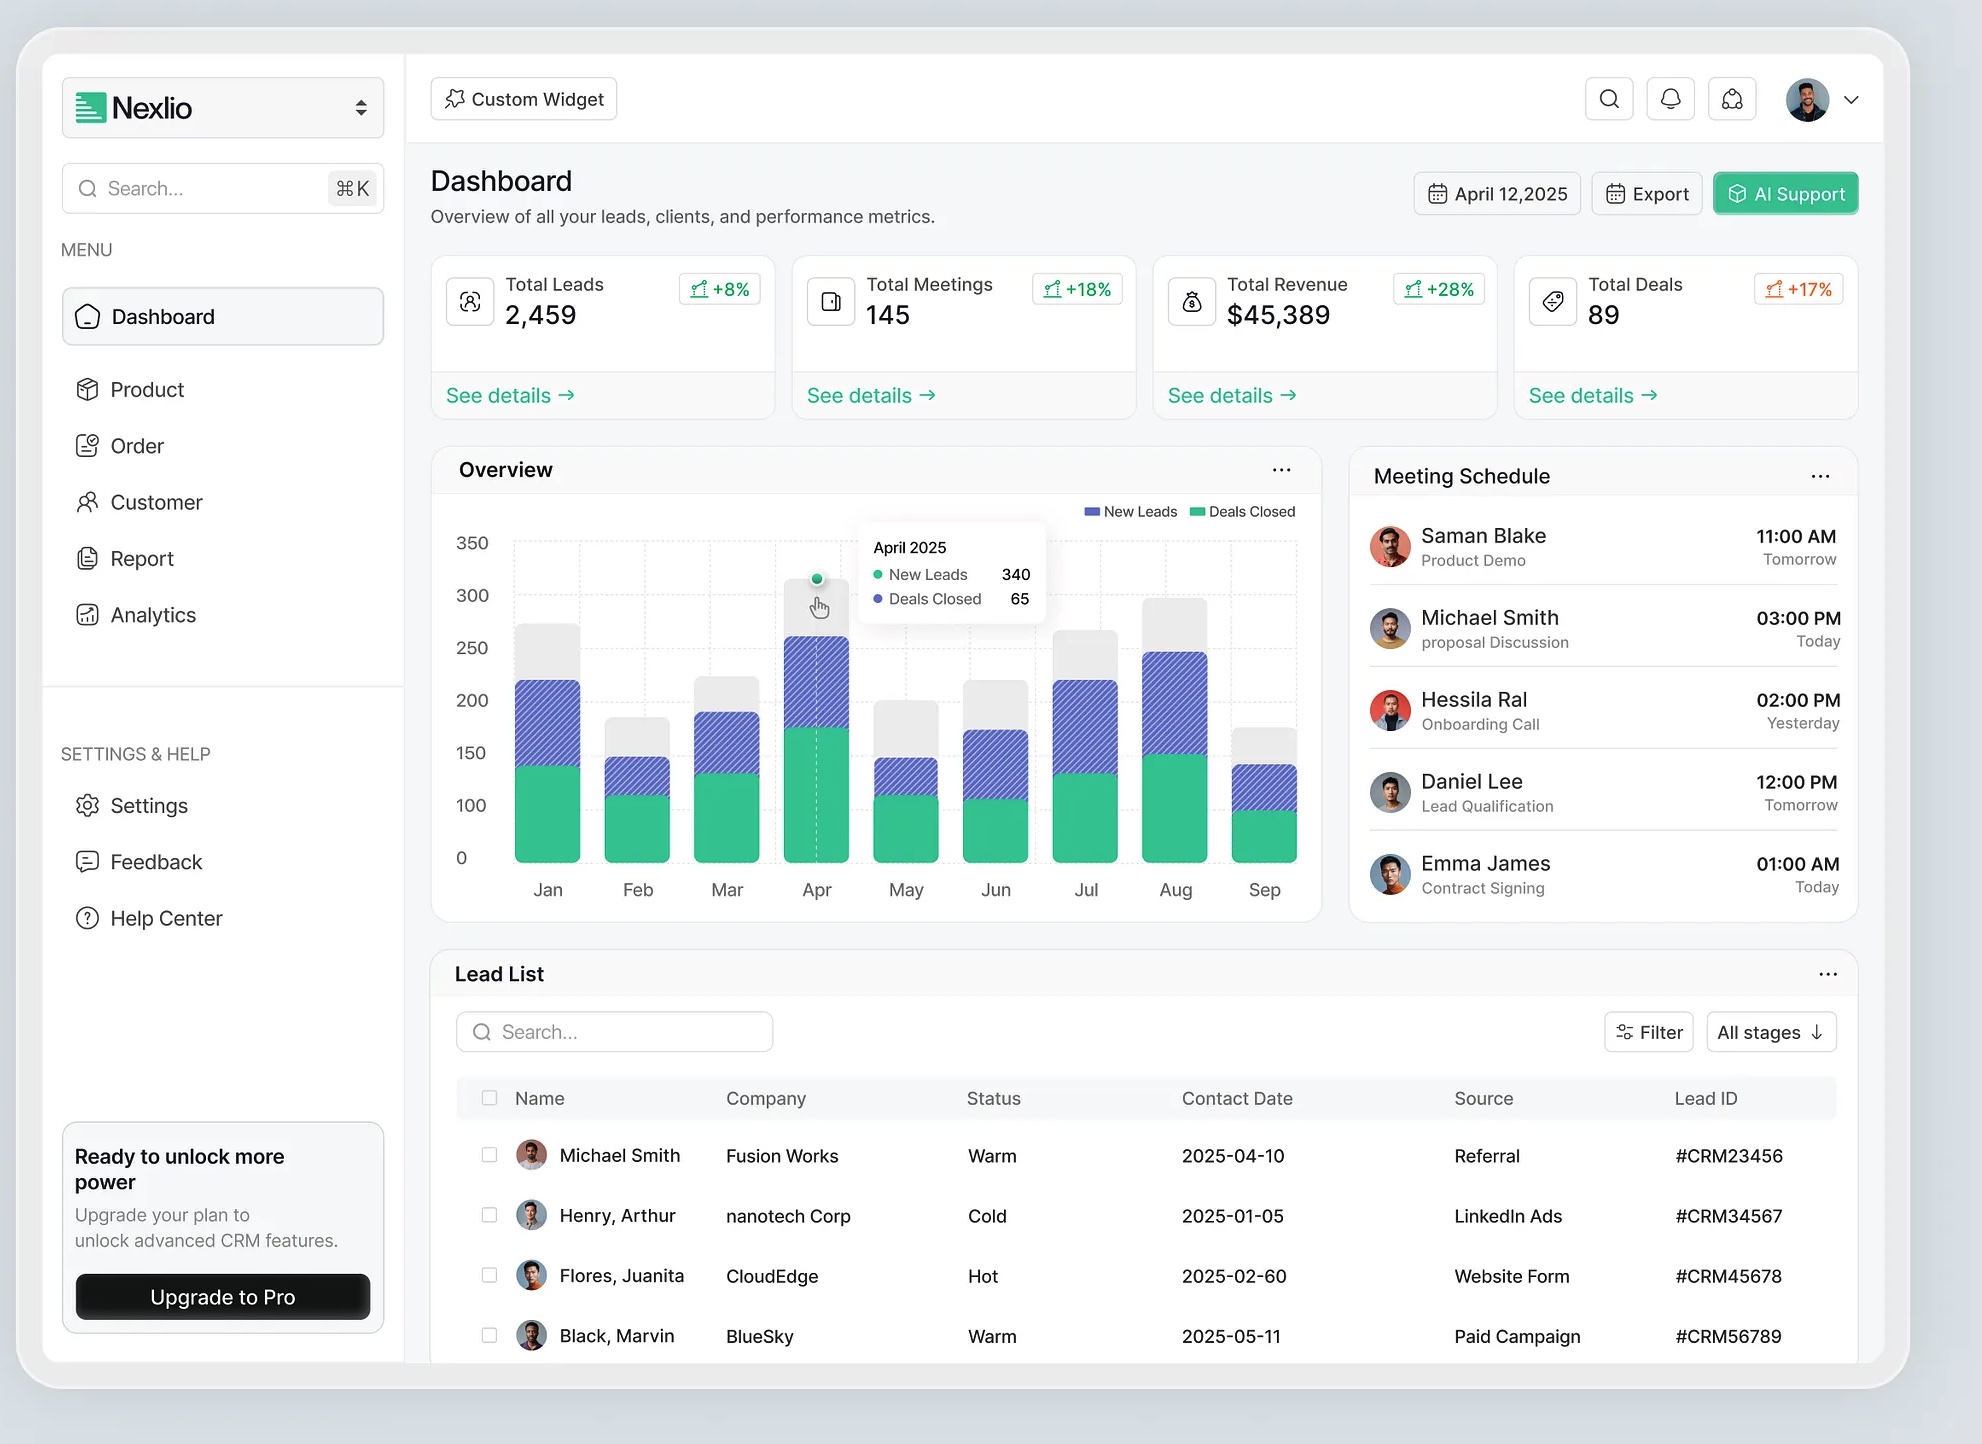 Nexlio
Search...
⌘K
MENU
Dashboard
Product
Order
Customer
Report
Analytics
SETTINGS & HELP
Settings
Feedback
Help Center
Ready to unlock more
power
Upgrade your plan to
unlock advanced CRM features.
Upgrade to Pro
Custom Widget
Dashboard
Overview of all your leads, clients, and performance metrics.
April 12,2025
Export
AI Support
Total Leads
2,459
+8%
See details →
Total Meetings
145
+18%
See details →
Total Revenue
$45,389
+28%
See details →
Total Deals
89
+17%
See details →
Overview
New Leads
Deals Closed
350
300
250
200
150
100
0
April 2025
New Leads 340
Deals Closed 65
Jan Feb Mar Apr May Jun Jul Aug Sep
Meeting Schedule
Saman Blake 11:00 AM
Product Demo Tomorrow
Michael Smith 03:00 PM
proposal Discussion Today
Hessila Ral 02:00 PM
Onboarding Call Yesterday
Daniel Lee 12:00 PM
Lead Qualification Tomorrow
Emma James 01:00 AM
Contract Signing Today
Lead List
Search...
Filter
All stages ↓
Name Company Status Contact Date Source Lead ID
Michael Smith Fusion Works Warm 2025-04-10 Referral #CRM23456
Henry, Arthur nanotech Corp Cold 2025-01-05 LinkedIn Ads #CRM34567
Flores, Juanita CloudEdge Hot 2025-02-60 Website Form #CRM45678
Black, Marvin BlueSky Warm 2025-05-11 Paid Campaign #CRM56789